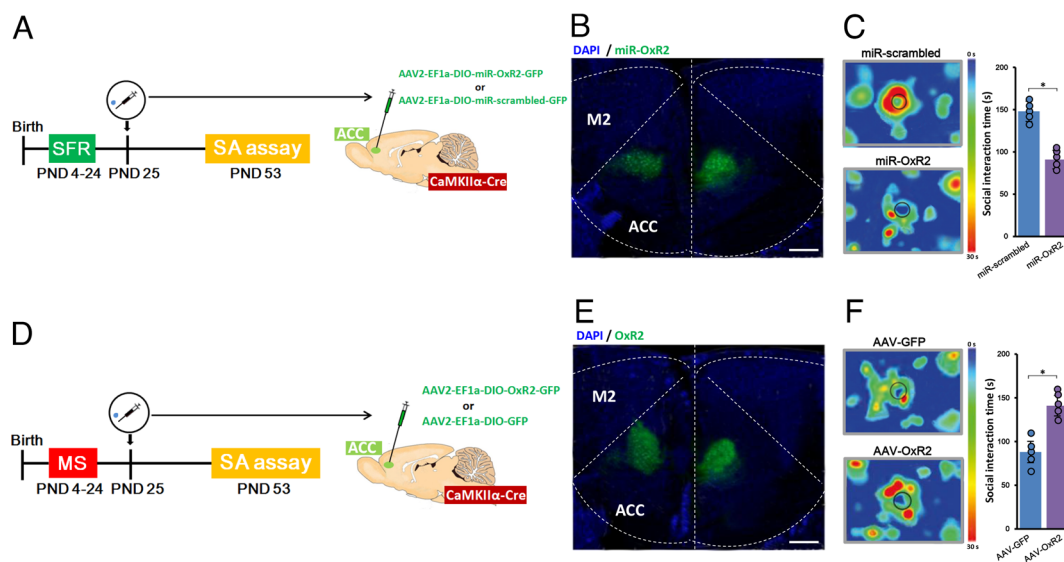 A
AAV2-EF1a-DIO-miR-OxR2-GFP
or
AAV2-EF1a-DIO-miR-scrambled-GFP
Birth
SFR
SA assay
PND 4-24
PND 25
PND 53
ACC
CaMKIIα-Cre
B
DAPI / miR-OxR2
M2
ACC
C
miR-scrambled
miR-OxR2
0 s
30 s
Social interaction time (s)
200
150
100
50
0
*
miR-scrambled
miR-OxR2
D
AAV2-EF1a-DIO-OxR2-GFP
or
AAV2-EF1a-DIO-GFP
Birth
MS
SA assay
PND 4-24
PND 25
PND 53
ACC
CaMKIIα-Cre
E
DAPI / OxR2
M2
ACC
F
AAV-GFP
AAV-OxR2
0 s
30 s
Social interaction time (s)
200
150
100
50
0
*
AAV-GFP
AAV-OxR2